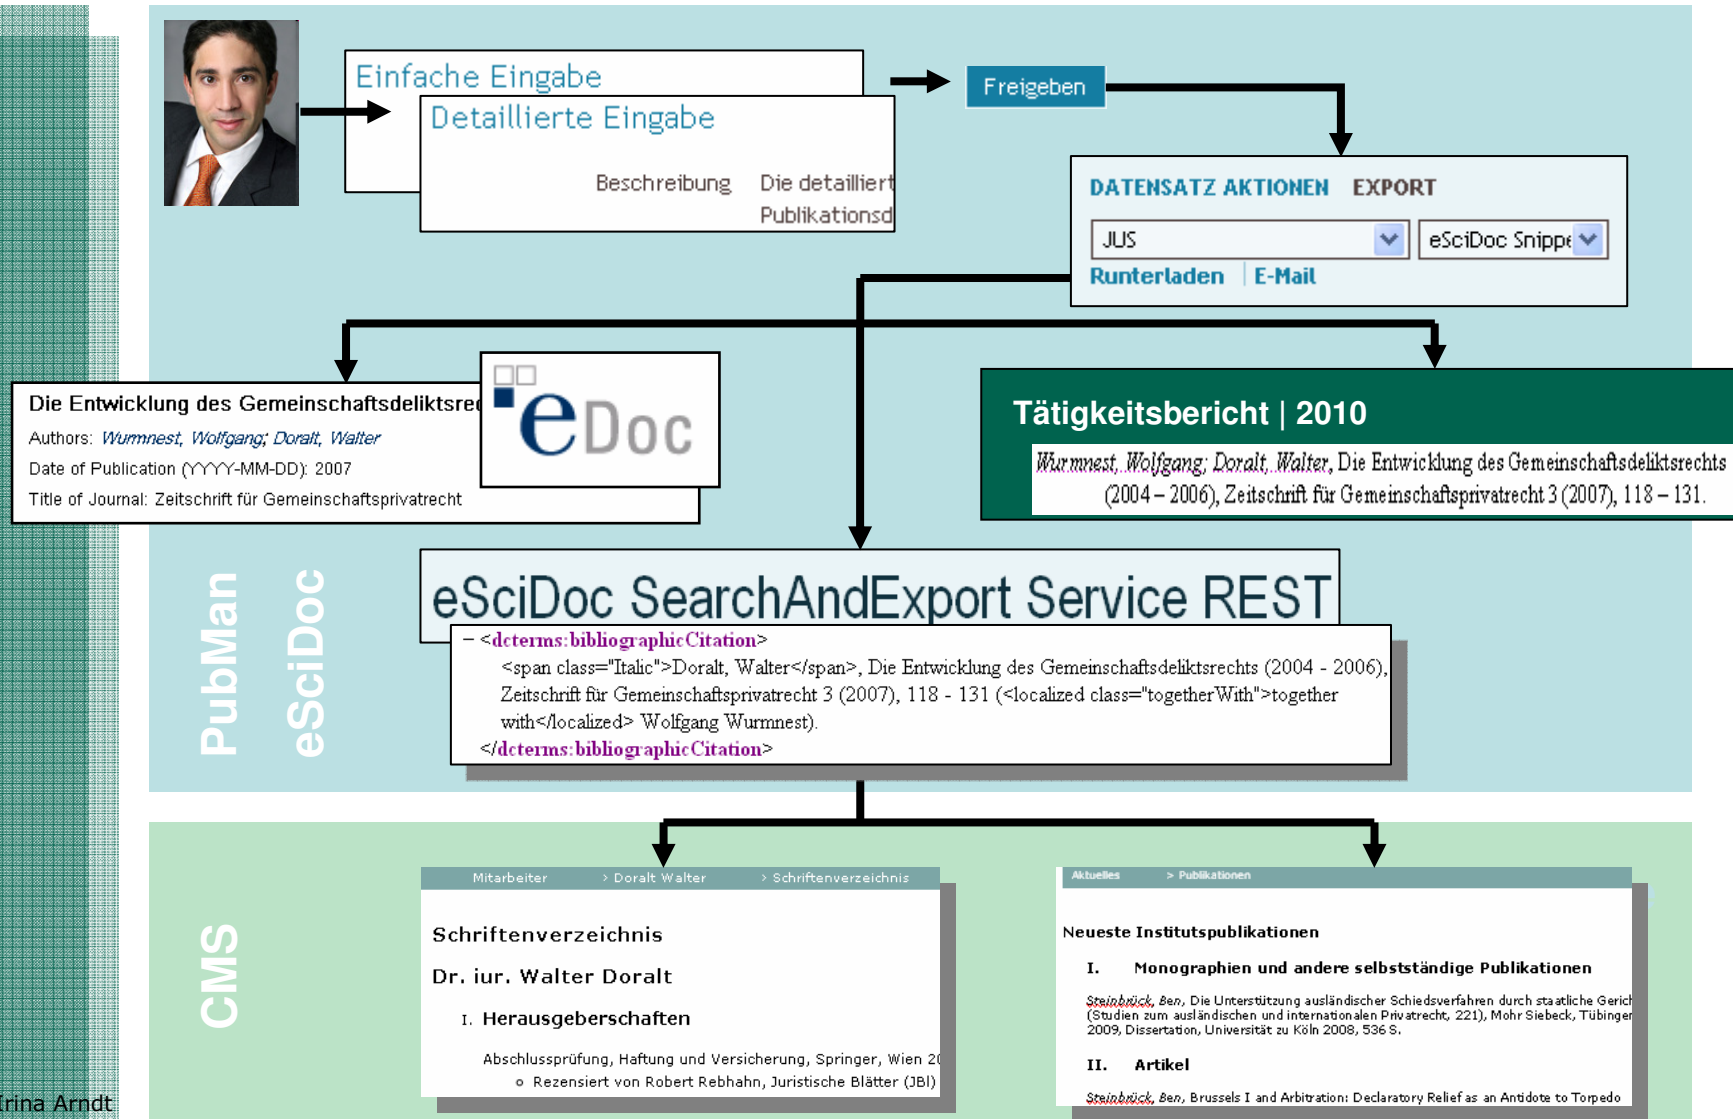 Einfache Eingabe
Detaillierte Eingabe
Beschreibung Die detailliert
Publikationsd
Freigeben
DATENSATZ AKTIONEN EXPORT
JUS eSciDoc Snippe
Runterladen E-Mail
Die Entwicklung des Gemeinschaftsdeliktsrec
Authors: Wurmnest, Wolfgang; Doralt, Walter
Date of Publication (YYYY-MM-DD): 2007
Title of Journal: Zeitschrift für Gemeinschaftsprivatrecht
eDoc
Tätigkeitsbericht | 2010
Wurmnest, Wolfgang; Doralt, Walter, Die Entwicklung des Gemeinschaftsdeliktsrechts
(2004 – 2006), Zeitschrift für Gemeinschaftsprivatrecht 3 (2007), 118 – 131.
PubMan
eSciDoc
eSciDoc SearchAndExport Service REST
– <dcterms:bibliographicCitation>
<span class="Italic">Doralt, Walter</span>, Die Entwicklung des Gemeinschaftsdeliktsrechts (2004 - 2006),
Zeitschrift für Gemeinschaftsprivatrecht 3 (2007), 118 - 131 (<localized class="togetherWith">together
with</localized> Wolfgang Wurmnest).
</dcterms:bibliographicCitation>
CMS
Mitarbeiter > Doralt Walter > Schriftenverzeichnis
Schriftenverzeichnis
Dr. iur. Walter Doralt
I. Herausgeberschaften
Abschlussprüfung, Haftung und Versicherung, Springer, Wien 20
o Rezensiert von Robert Rebhahn, Juristische Blätter (JBl)
Aktuelles > Publikationen
Neueste Institutspublikationen
I. Monographien und andere selbstständige Publikationen
Steinbrück, Ben, Die Unterstützung ausländischer Schiedsverfahren durch staatliche Gerich
(Studien zum ausländischen und internationalen Privatrecht, 221), Mohr Siebeck, Tübingen
2009, Dissertation, Universität zu Köln 2008, 536 S.
II. Artikel
Steinbrück, Ben, Brussels I and Arbitration: Declaratory Relief as an Antidote to Torpedo
Irina Arndt